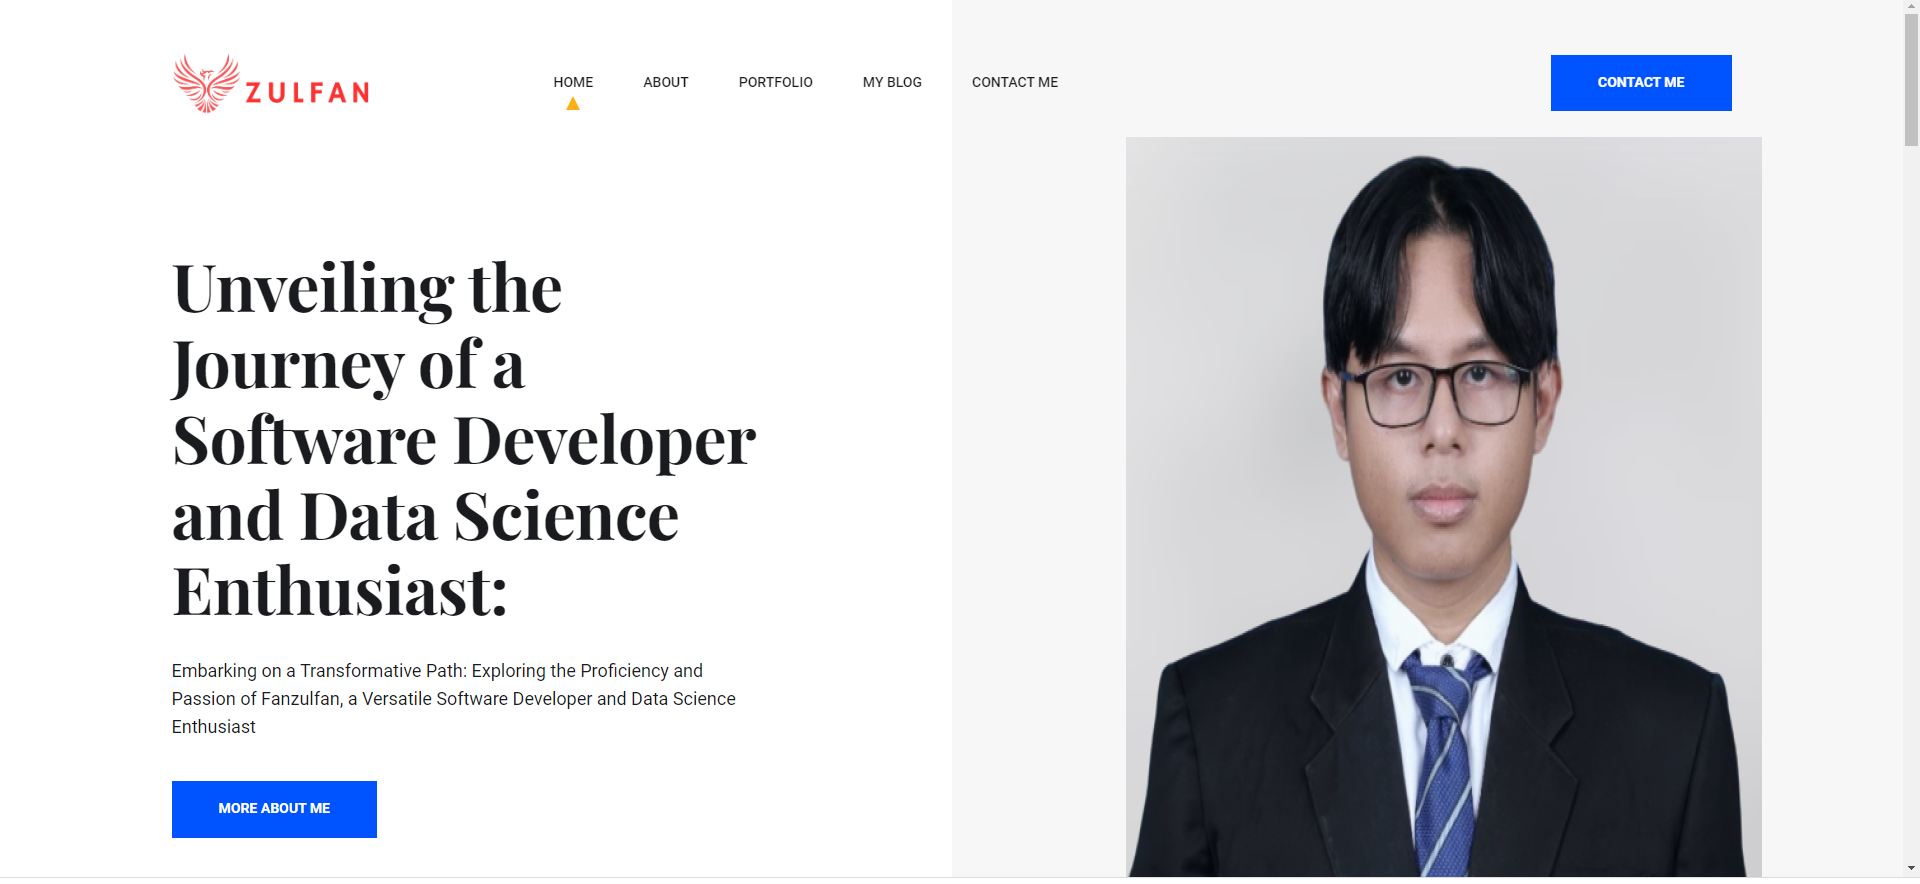 ZULFAN
HOME
ABOUT
PORTFOLIO
MY BLOG
CONTACT ME
CONTACT ME
Unveiling the
Journey of a
Software Developer
and Data Science
Enthusiast:
Embarking on a Transformative Path: Exploring the Proficiency and
Passion of Fanzulfan, a Versatile Software Developer and Data Science
Enthusiast
MORE ABOUT ME